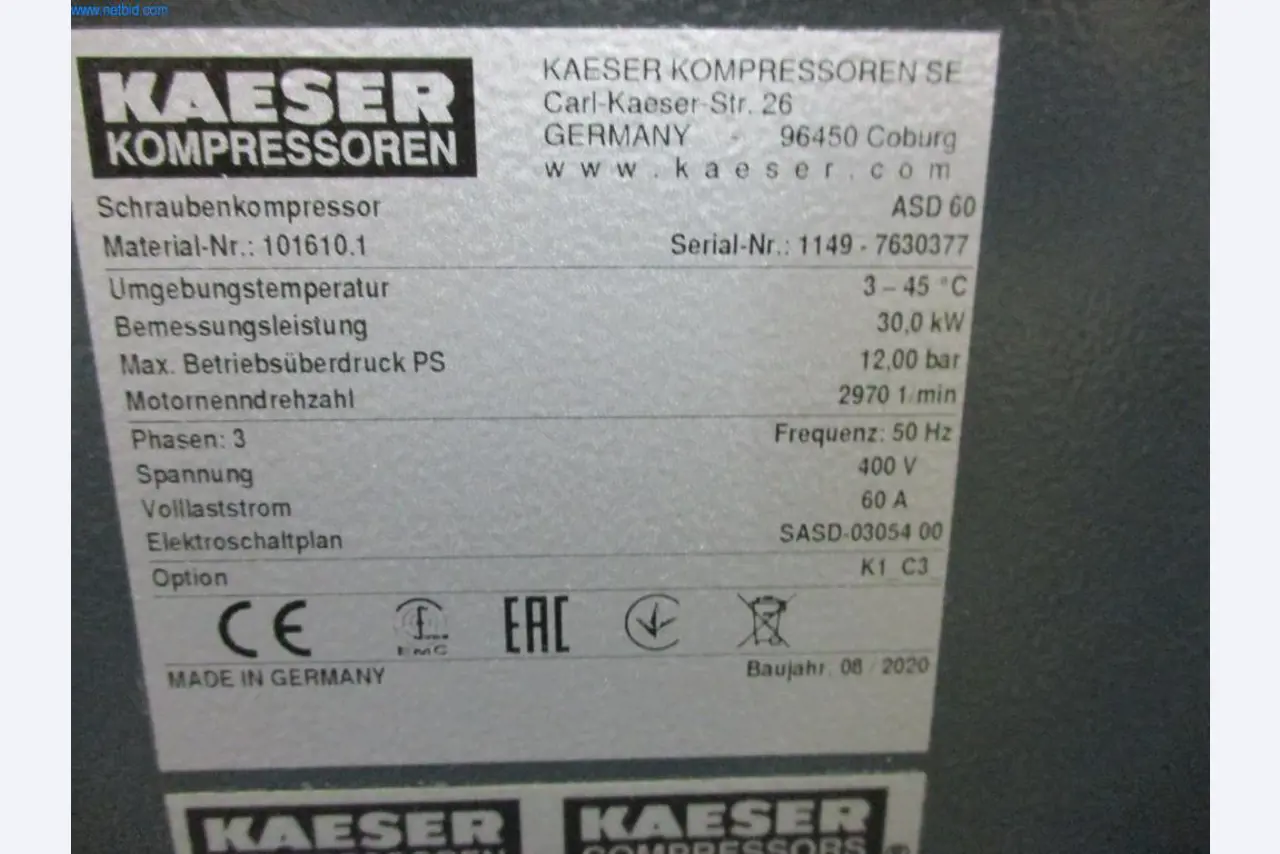 www.netbid.com
KAESER
KOMPRESSOREN
KAESER KOMPRESSOREN SE
Carl-Kaeser-Str. 26
GERMANY - 96450 Coburg
www.kaeser.com
Schraubenkompressor ASD 60
Material-Nr.: 101610.1 Serial-Nr.: 1149 - 7630377
Umgebungstemperatur 3 – 45 °C
Bemessungsleistung 30,0 kW
Max. Betriebsüberdruck PS 12,00 bar
Motornenndrehzahl 2970 1/min
Phasen: 3 Frequenz: 50 Hz
Spannung 400 V
Volllaststrom 60 A
Elektroschaltplan SASD-03054.00
Option K1 C3
CE EMC EAC
MADE IN GERMANY Baujahr: 08 / 2020
KAESER KAESER
KOMPRESSOREN COMPRESSORS